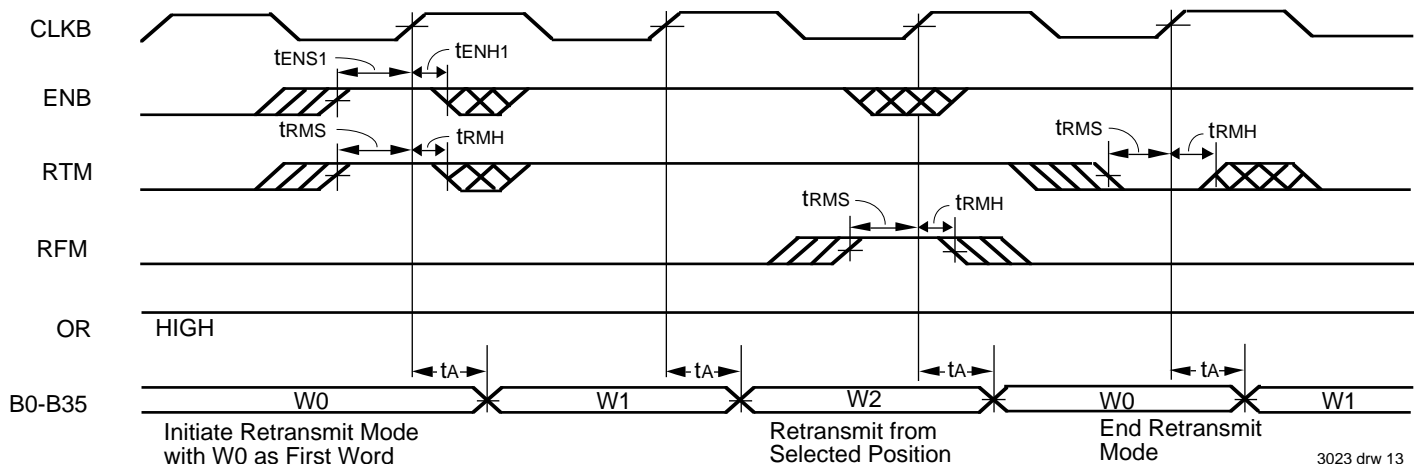 CLKB
tENS1
tENH1
ENB
tRMS
tRMH
tRMS
tRMH
RTM
tRMS
tRMH
RFM
OR
HIGH
tA
tA
tA
tA
B0-B35
W0
W1
W2
W0
W1
Initiate Retransmit Mode
with W0 as First Word
Retransmit from
Selected Position
End Retransmit
Mode
3023 drw 13